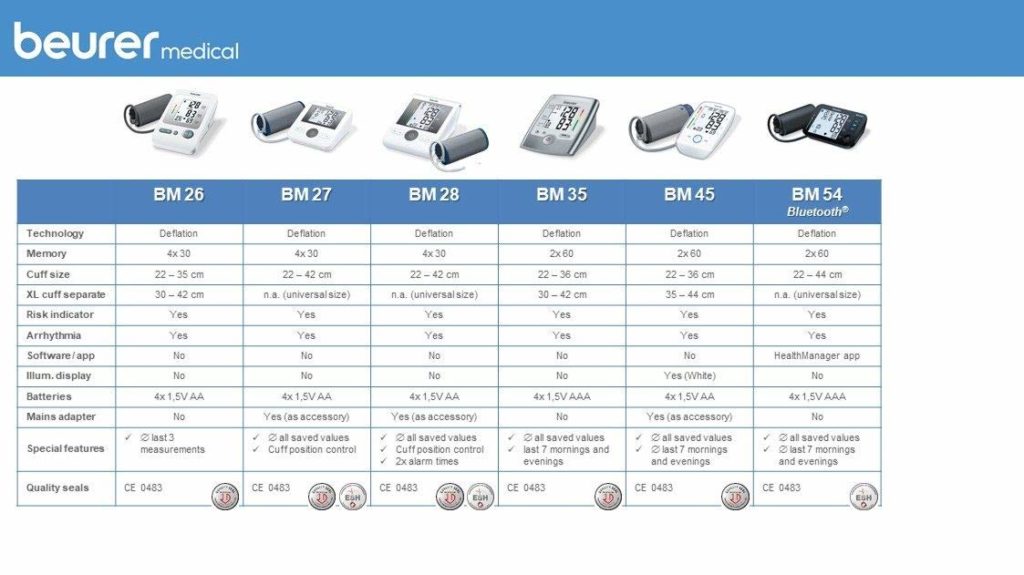 beurer medical
BM 26 BM 27 BM 28 BM 35 BM 45 BM 54
Bluetooth®
Technology Deflation Deflation Deflation Deflation Deflation Deflation
Memory 4x 30 4x 30 4x 30 2x 60 2x 60 2x 60
Cuff size 22 – 35 cm 22 – 42 cm 22 – 42 cm 22 – 36 cm 22 – 36 cm 22 – 44 cm
XL cuff separate 30 – 42 cm n.a. (universal size) n.a. (universal size) 30 – 42 cm 35 – 44 cm n.a. (universal size)
Risk indicator Yes Yes Yes Yes Yes Yes
Arrhythmia Yes Yes Yes Yes Yes Yes
Software / app No No No No No HealthManager app
Illum. display No No No No Yes (White) No
Batteries 4x 1,5V AA 4x 1,5V AA 4x 1,5V AA 4x 1,5V AAA 4x 1,5V AA 4x 1,5V AAA
Mains adapter No Yes (as accessory) Yes (as accessory) No Yes (as accessory) No
Special features
✓ ∅ last 3
measurements
✓ ∅ all saved values
✓ Cuff position control
✓ ∅ all saved values
✓ Cuff position control
✓ 2x alarm times
✓ ∅ all saved values
✓ last 7 mornings and
evenings
✓ ∅ all saved values
✓ ∅ last 7 mornings
and evenings
✓ ∅ all saved values
✓ ∅ last 7 mornings
and evenings
Quality seals CE 0483 CE 0483 CE 0483 CE 0483 CE 0483 CE 0483
ESH ESH ESH